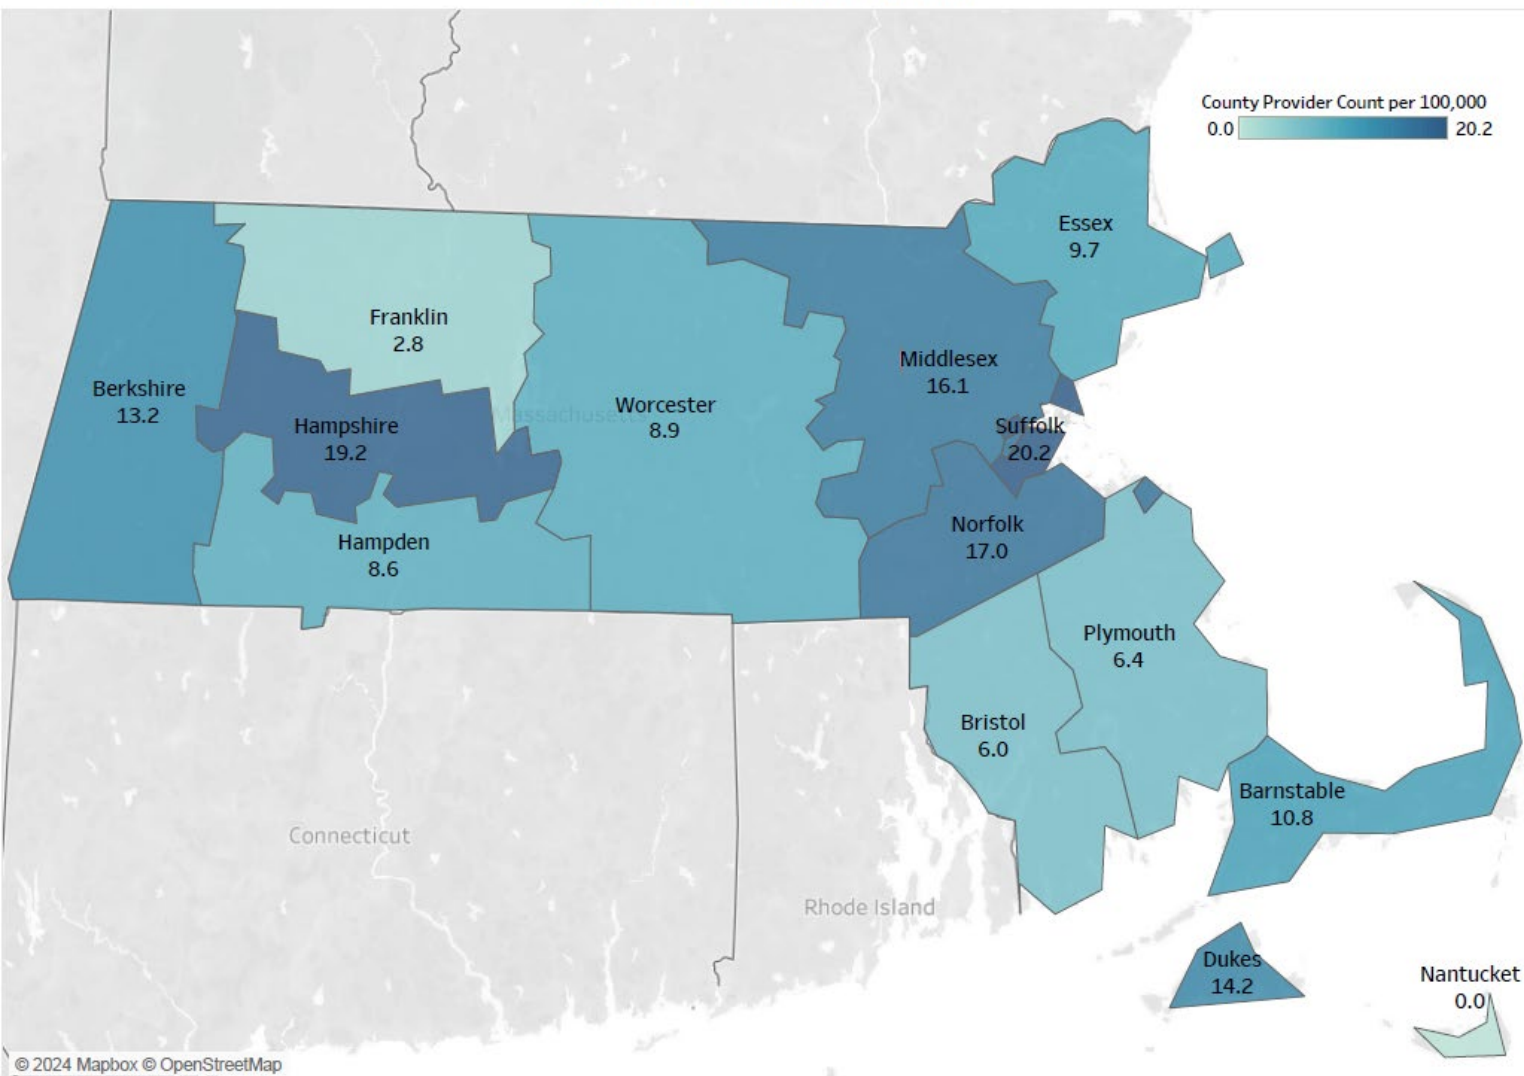 County Provider Count per 100,000
0.0 20.2
Essex
9.7
Franklin
2.8
Middlesex
16.1
Berkshire
13.2
Massachusetts
Worcester
8.9
Hampshire
19.2
Suffolk
20.2
Norfolk
17.0
Hampden
8.6
Plymouth
6.4
Bristol
6.0
Barnstable
10.8
Connecticut
Rhode Island
Dukes
14.2
Nantucket
0.0
© 2024 Mapbox © OpenStreetMap